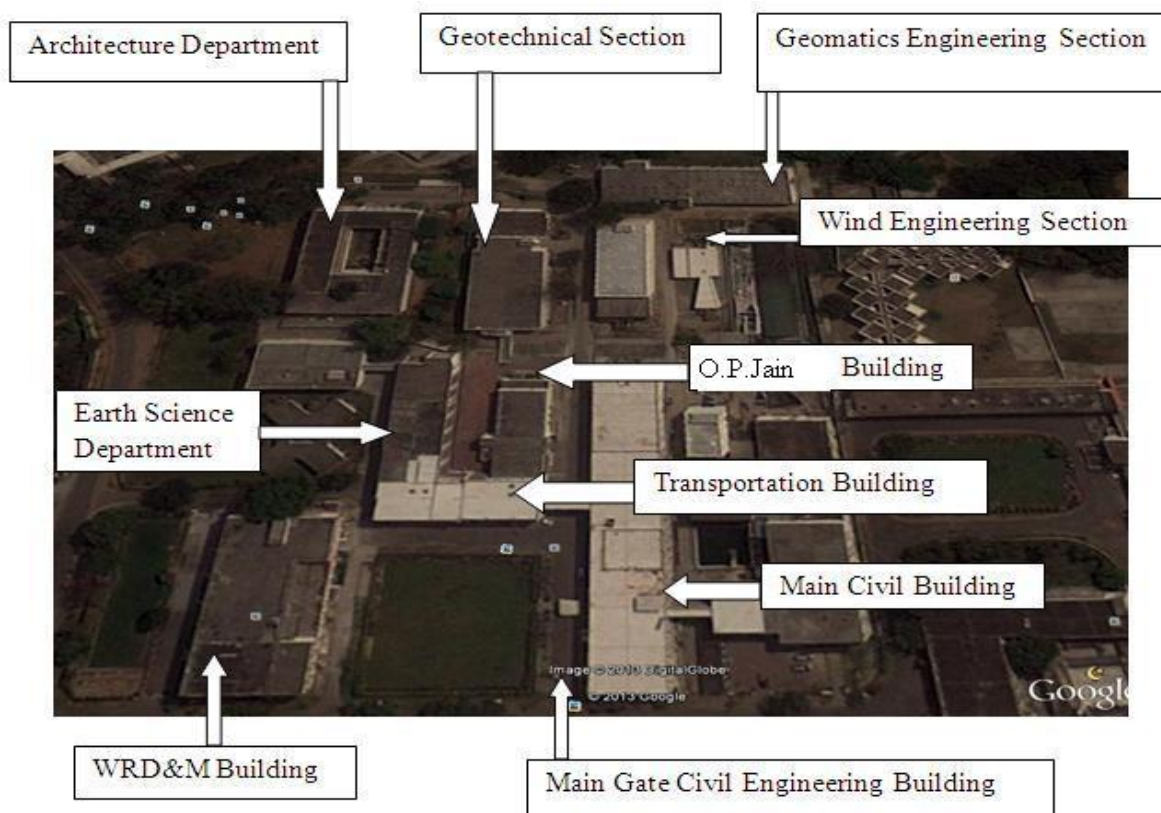 Architecture Department
Geotechnical Section
Geomatics Engineering Section
Wind Engineering Section
O.P.Jain Building
Earth Science
Department
Transportation Building
Main Civil Building
Image © 2013 DigitalGlobe
© 2013 Google
Google
WRD&M Building
Main Gate Civil Engineering Building